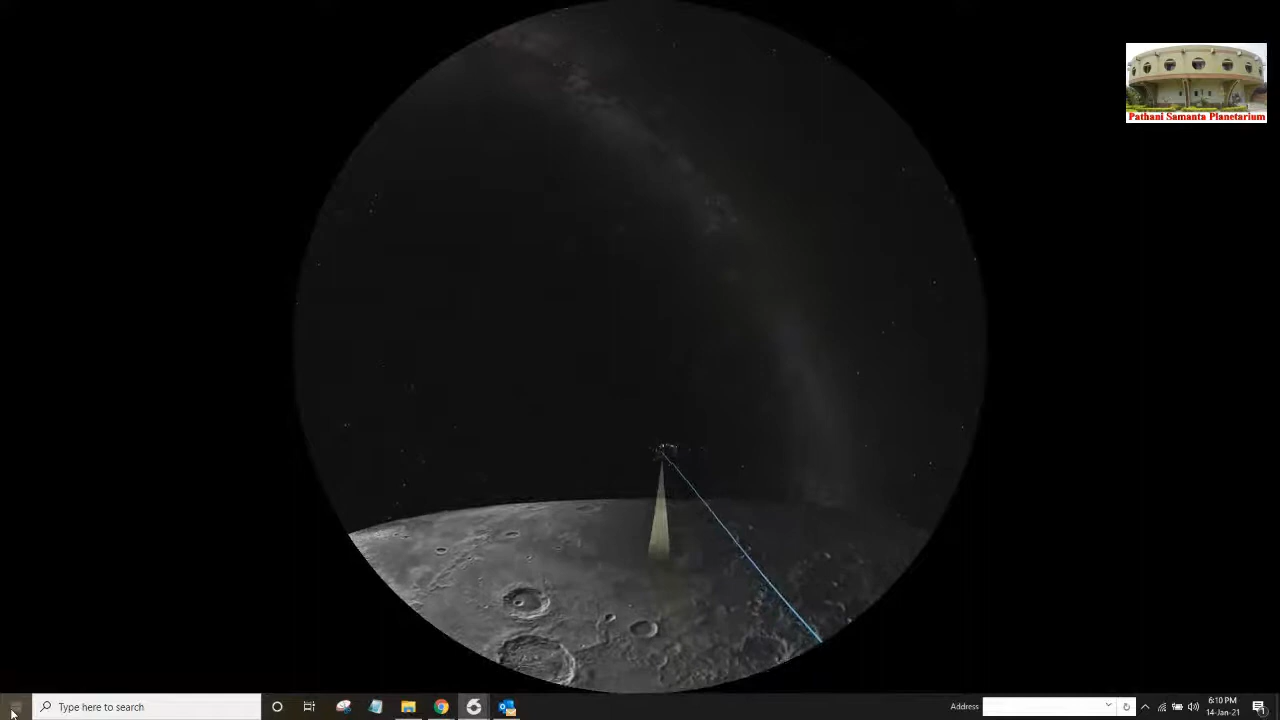 Pathani Samanta Planetarium
Type here to search
Address
6:10 PM
14-Jan-21